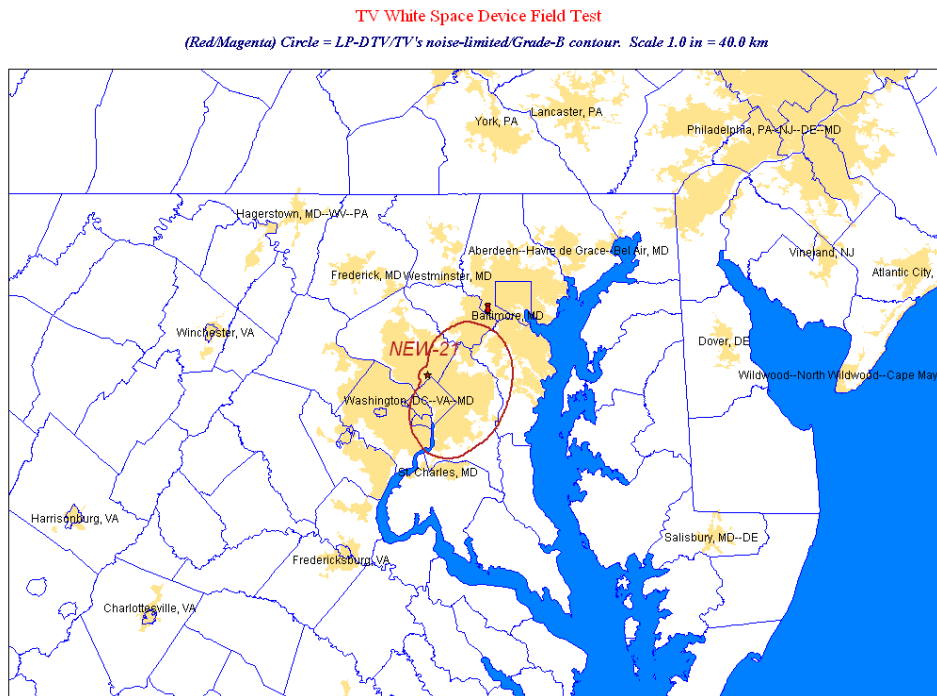 TV White Space Device Field Test
(Red/Magenta) Circle = LP-DTV/TV's noise-limited/Grade-B contour. Scale 1.0 in = 40.0 km
Lancaster, PA
York, PA
Philadelphia, PA--NJ--DE--MD
Hagerstown, MD--WV--PA
Aberdeen--Havre de Grace--Bel Air, MD
Vineland, NJ
Frederick, MD
Westminster, MD
Atlantic City,
Baltimore, MD
Winchester, VA
Dover, DE
NEW-21
Wildwood--North Wildwood--Cape May
Washington, DC--VA--MD
St. Charles, MD
Harrisonburg, VA
Salisbury, MD--DE
Fredericksburg, VA
Charlottesville, VA